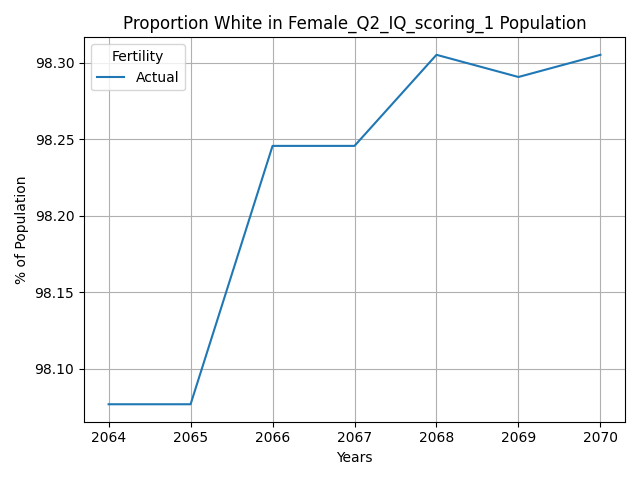 Proportion White in Female_Q2_IQ_scoring_1 Population
Fertility
Actual
98.30
98.25
98.20
98.15
98.10
% of Population
2064 2065 2066 2067 2068 2069 2070
Years